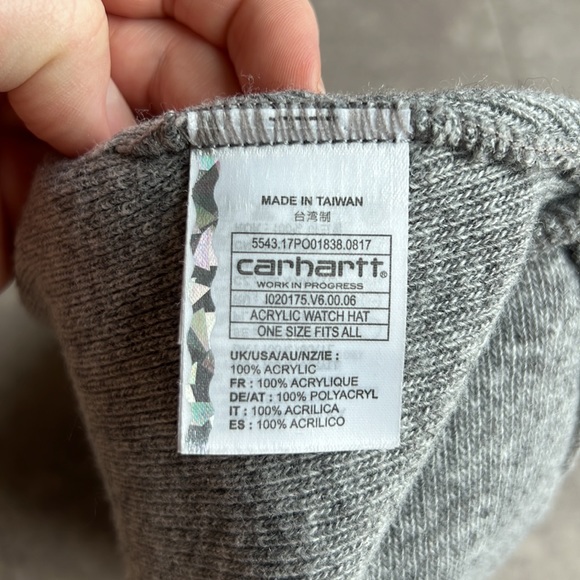 MADE IN TAIWAN
台湾制
5543.17PO01838.0817
carhartt®
WORK IN PROGRESS
I020175.V6.00.06
ACRYLIC WATCH HAT
ONE SIZE FITS ALL
UK/USA/AU/NZ/IE :
100% ACRYLIC
FR : 100% ACRYLIQUE
DE/AT : 100% POLYACRYL
IT : 100% ACRILICA
ES : 100% ACRILICO